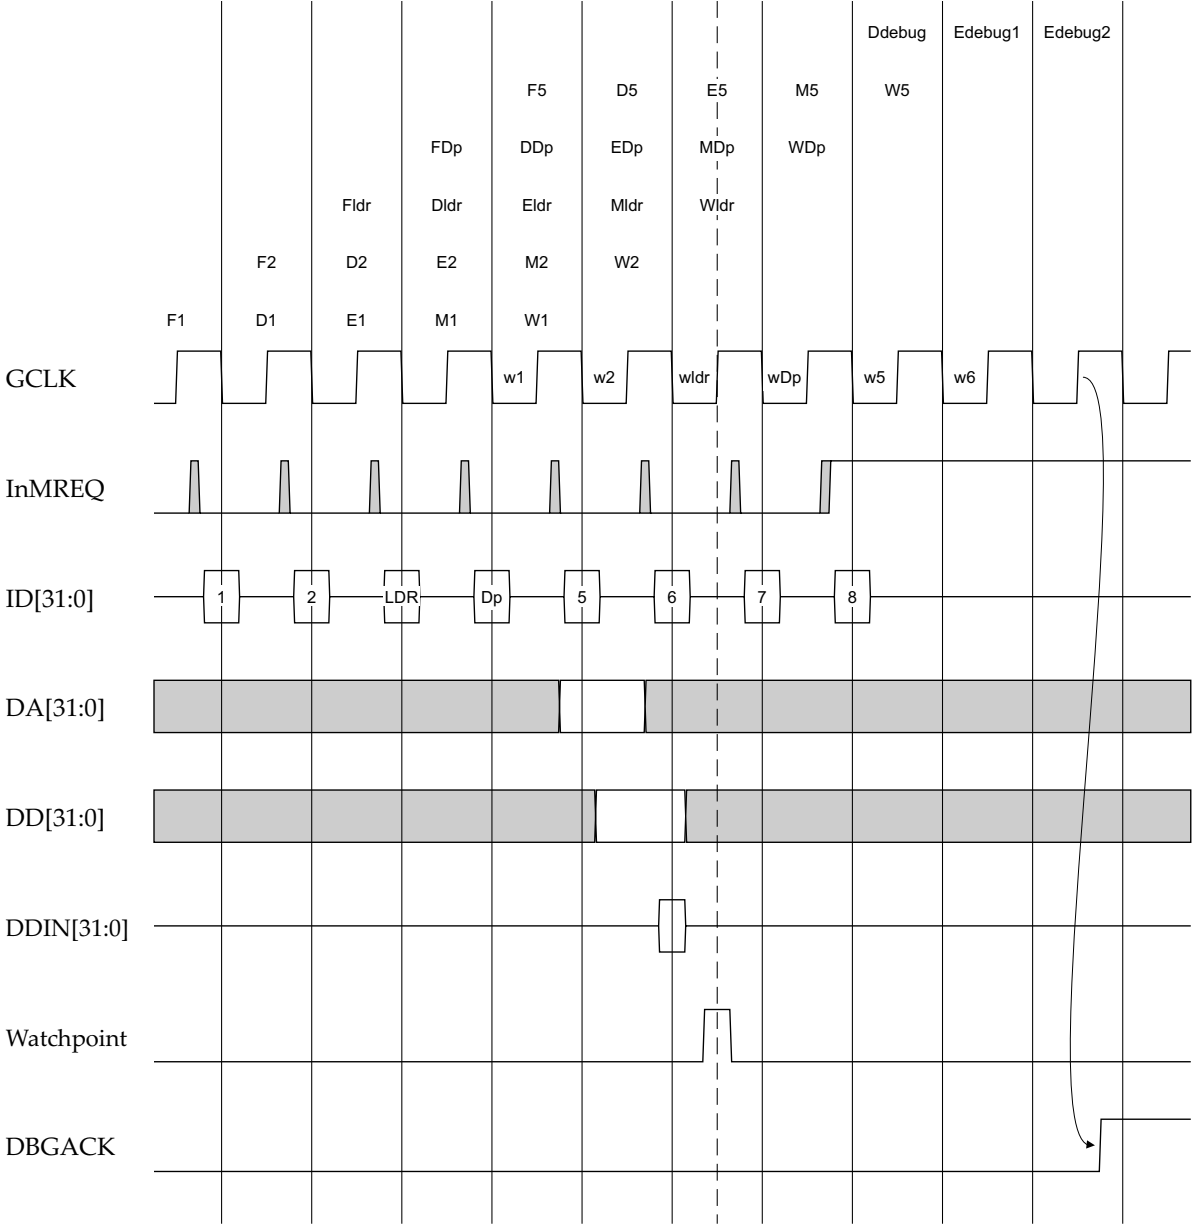 Ddebug Edebug1 Edebug2
F5 D5 E5 M5 W5
FDp DDp EDp MDp WDp
Fldr Dldr Eldr Mldr Wldr
F2 D2 E2 M2 W2
F1 D1 E1 M1 W1
GCLK w1 w2 wldr wDp w5 w6
InMREQ
ID[31:0] 1 2 LDR Dp 5 6 7 8
DA[31:0]
DD[31:0]
DDIN[31:0]
Watchpoint
DBGACK